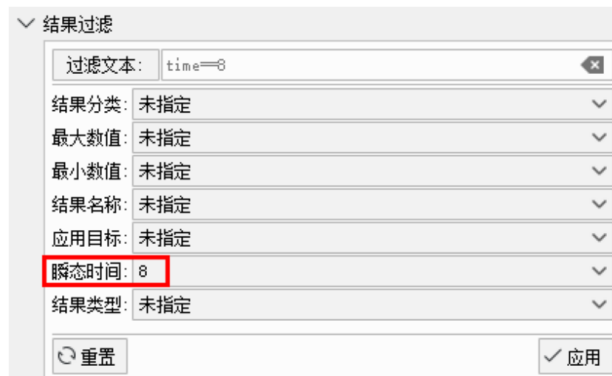 结果过滤
过滤文本: time==8
结果分类: 未指定
最大数值: 未指定
最小数值: 未指定
结果名称: 未指定
应用目标: 未指定
瞬态时间: 8
结果类型: 未指定
重置 应用